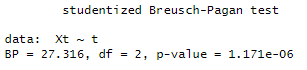 studentized Breusch-Pagan test
data:  Xt ~ t
BP = 27.316, df = 2, p-value = 1.171e-06